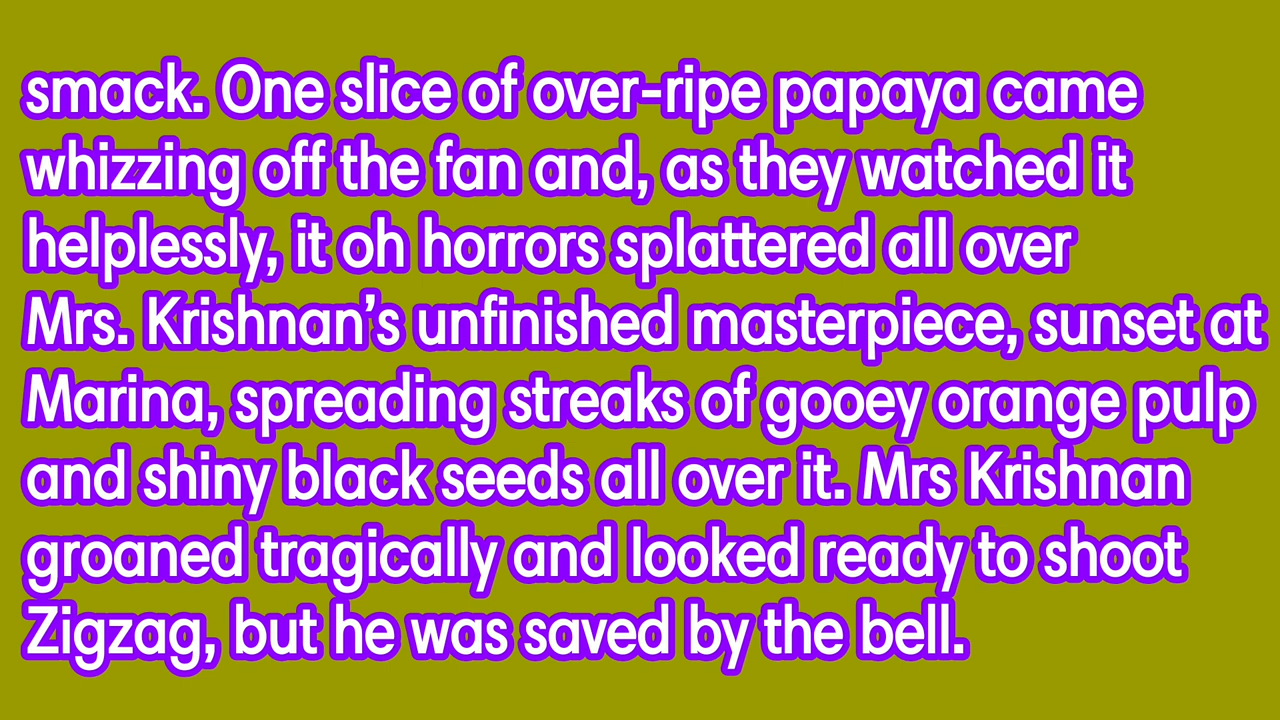 smack. One slice of over-ripe papaya came
whizzing off the fan and, as they watched it
helplessly, it oh horrors splattered all over
Mrs. Krishnan’s unfinished masterpiece, sunset at
Marina, spreading streaks of gooey orange pulp
and shiny black seeds all over it. Mrs Krishnan
groaned tragically and looked ready to shoot
Zigzag, but he was saved by the bell.